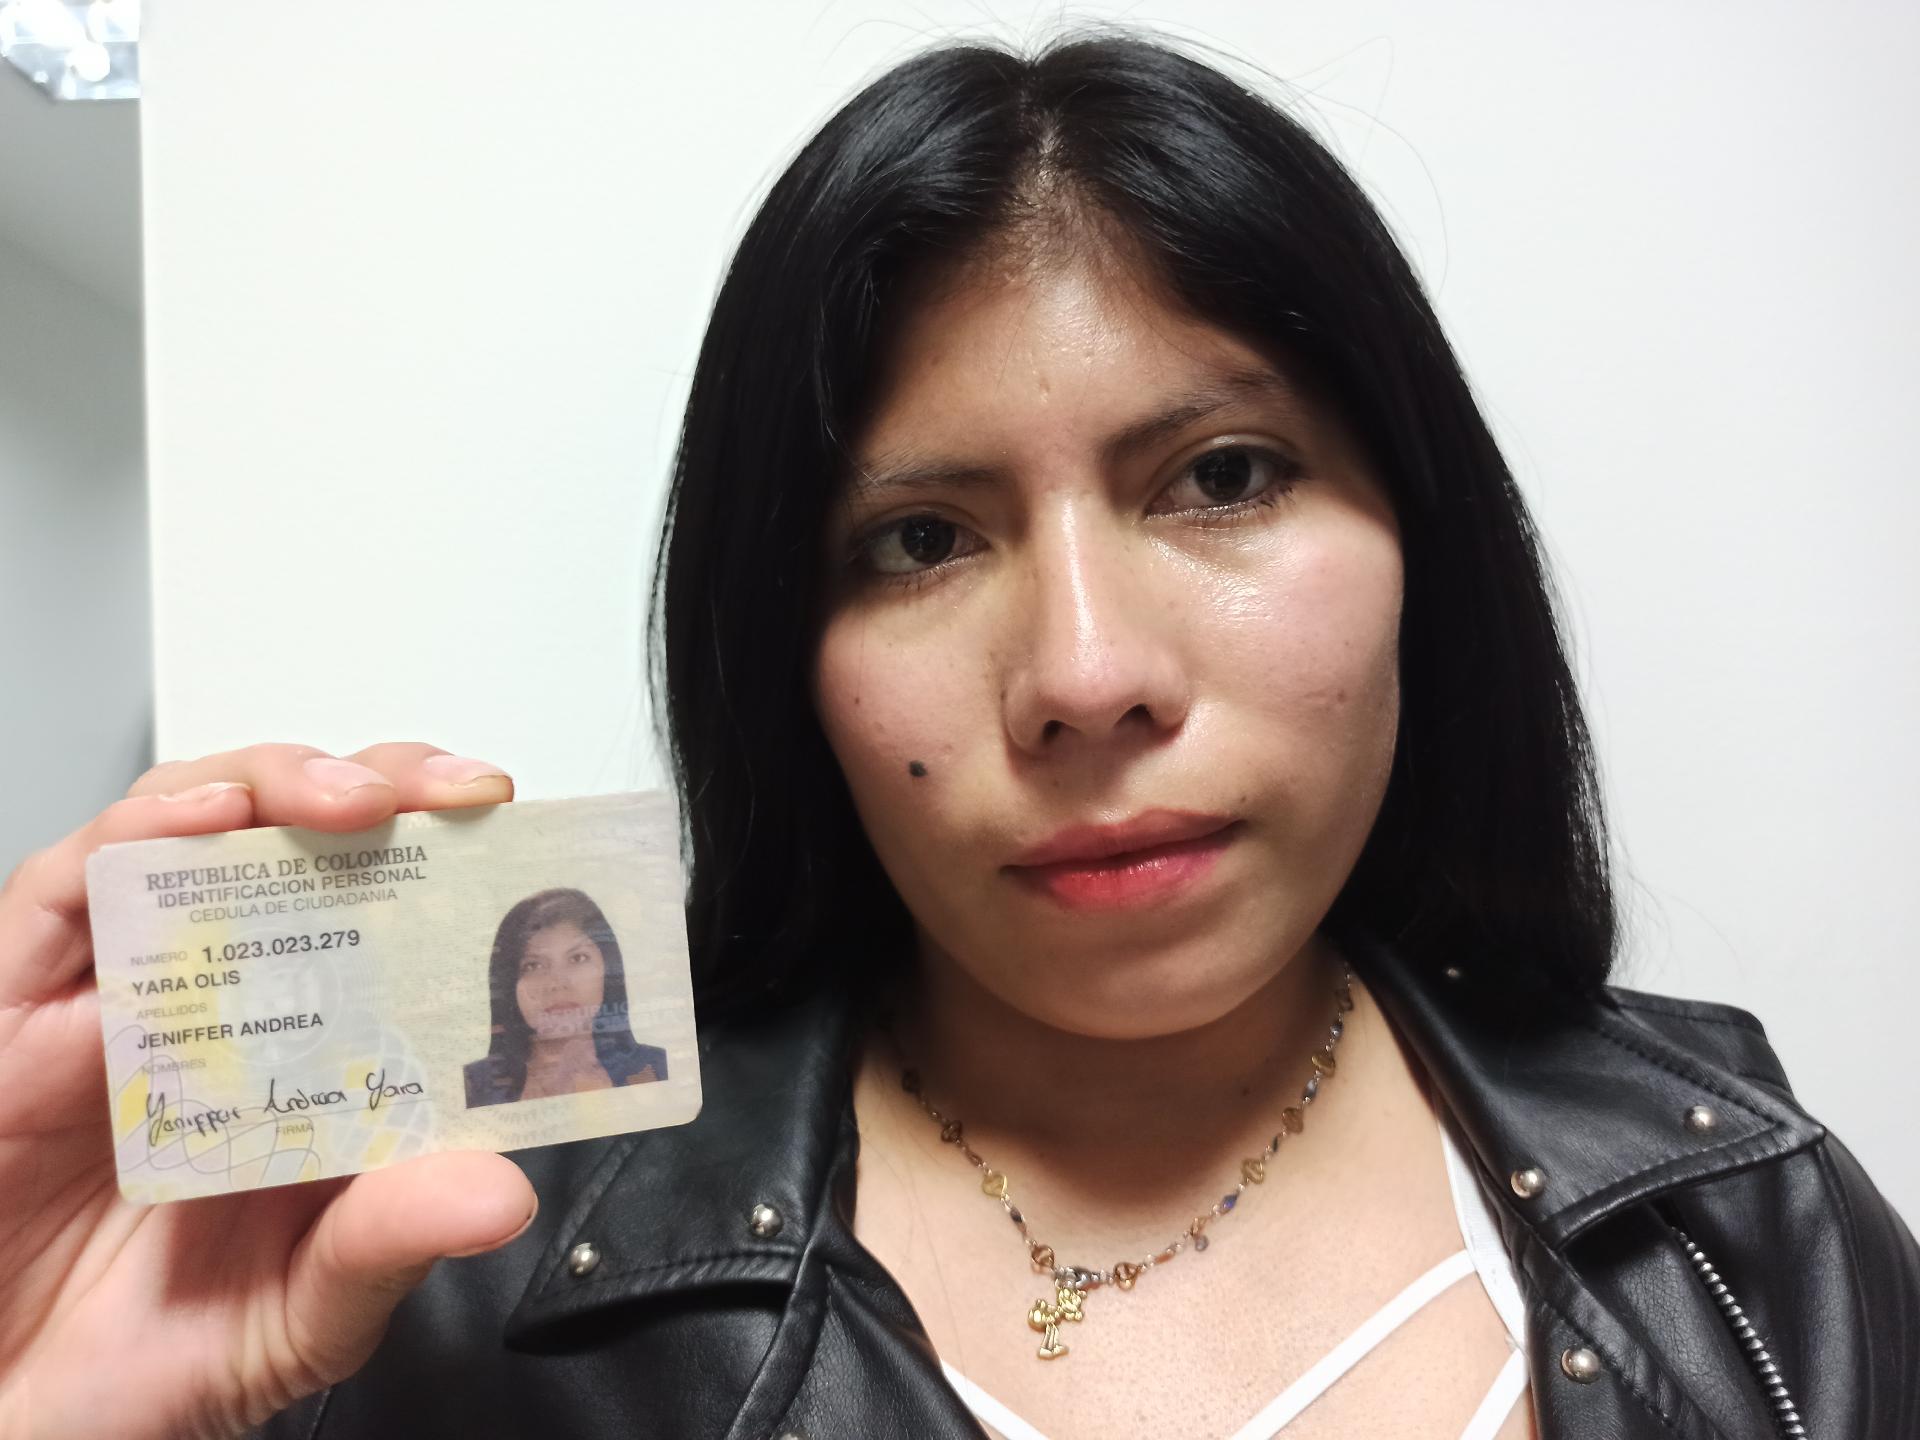 REPUBLICA DE COLOMBIA
IDENTIFICACION PERSONAL
CEDULA DE CIUDADANIA
NUMERO 1.023.023.279
YARA OLIS
APELLIDOS
JENIFFER ANDREA
NOMBRES
Jeniffer Andrea Yara
FIRMA